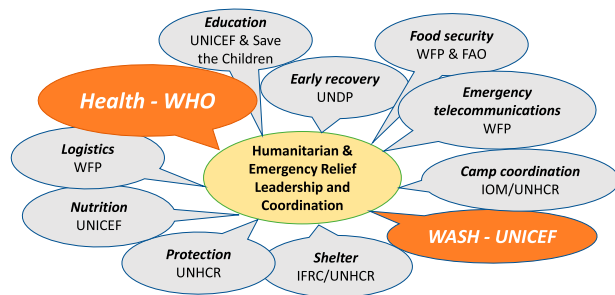 Education
UNICEF & Save
the Children
Food security
WFP & FAO
Early recovery
UNDP
Health - WHO
Emergency
telecommunications
WFP
Logistics
WFP
Humanitarian &
Emergency Relief
Leadership and
Coordination
Camp coordination
IOM/UNHCR
Nutrition
UNICEF
WASH - UNICEF
Protection
UNHCR
Shelter
IFRC/UNHCR